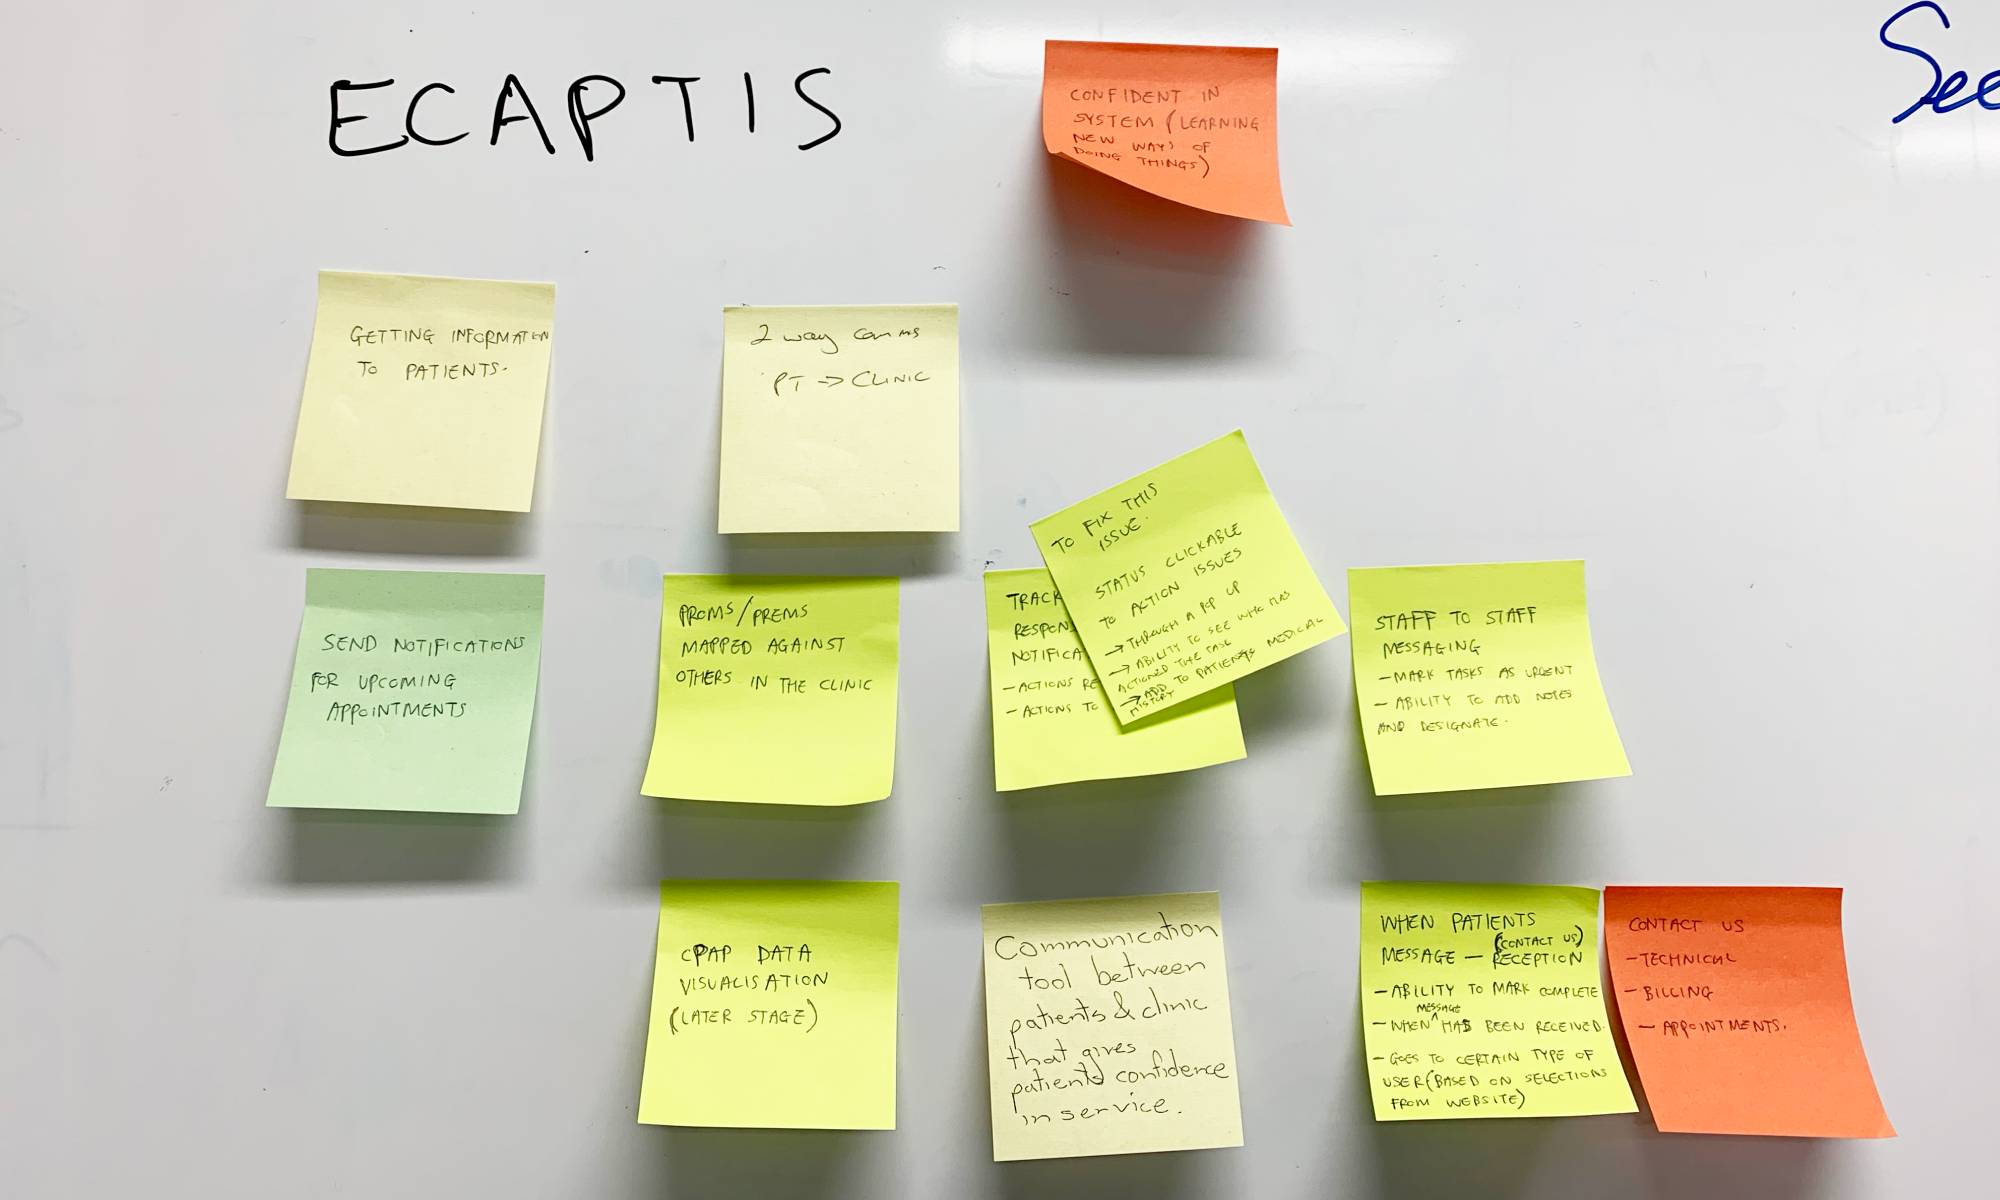 ECAPTIS
See
CONFIDENT IN
SYSTEM (LEARNING
NEW WAYS OF
DOING THINGS)
GETTING INFORMATION
TO PATIENTS.
2 way comms
PT -> CLINIC
TO FIX THIS
ISSUE.
STATUS CLICKABLE
TO ACTION ISSUES
→ THROUGH A POP UP
→ ABILITY TO SEE WHO HAS
ACTIONED THE TASK
→ ADD TO PATIENTS MEDICAL
HISTORY
SEND NOTIFICATIONS
FOR UPCOMING
APPOINTMENTS
PROMS/PREMS
MAPPED AGAINST
OTHERS IN THE CLINIC
TRACK
RESPON
NOTIFICA
- ACTIONS RE
- ACTIONS TO
STAFF TO STAFF
MESSAGING
- MARK TASKS AS URGENT
- ABILITY TO ADD NOTES
AND DESIGNATE.
CPAP DATA
VISUALISATION
(LATER STAGE)
Communication
tool between
patients & clinic
that gives
patients confidence
in service.
WHEN PATIENTS
(CONTACT US)
MESSAGE — RECEPTION
- ABILITY TO MARK COMPLETE
MESSAGE
- WHEN ^ HAS BEEN RECEIVED.
- GOES TO CERTAIN TYPE OF
USER (BASED ON SELECTIONS
FROM WEBSITE)
CONTACT US
- TECHNICAL
- BILLING
- APPOINTMENTS.